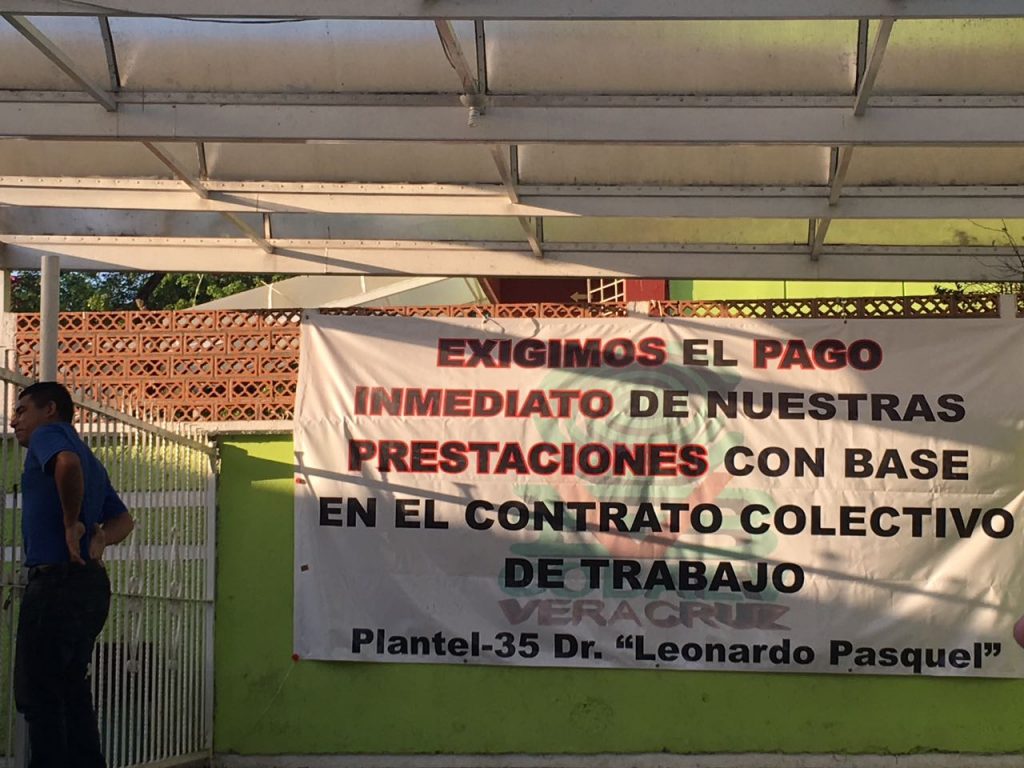 EXIGIMOS EL PAGO
INMEDIATO DE NUESTRAS
PRESTACIONES CON BASE
EN EL CONTRATO COLECTIVO
DE TRABAJO
VERACRUZ
Plantel-35 Dr. “Leonardo Pasquel”